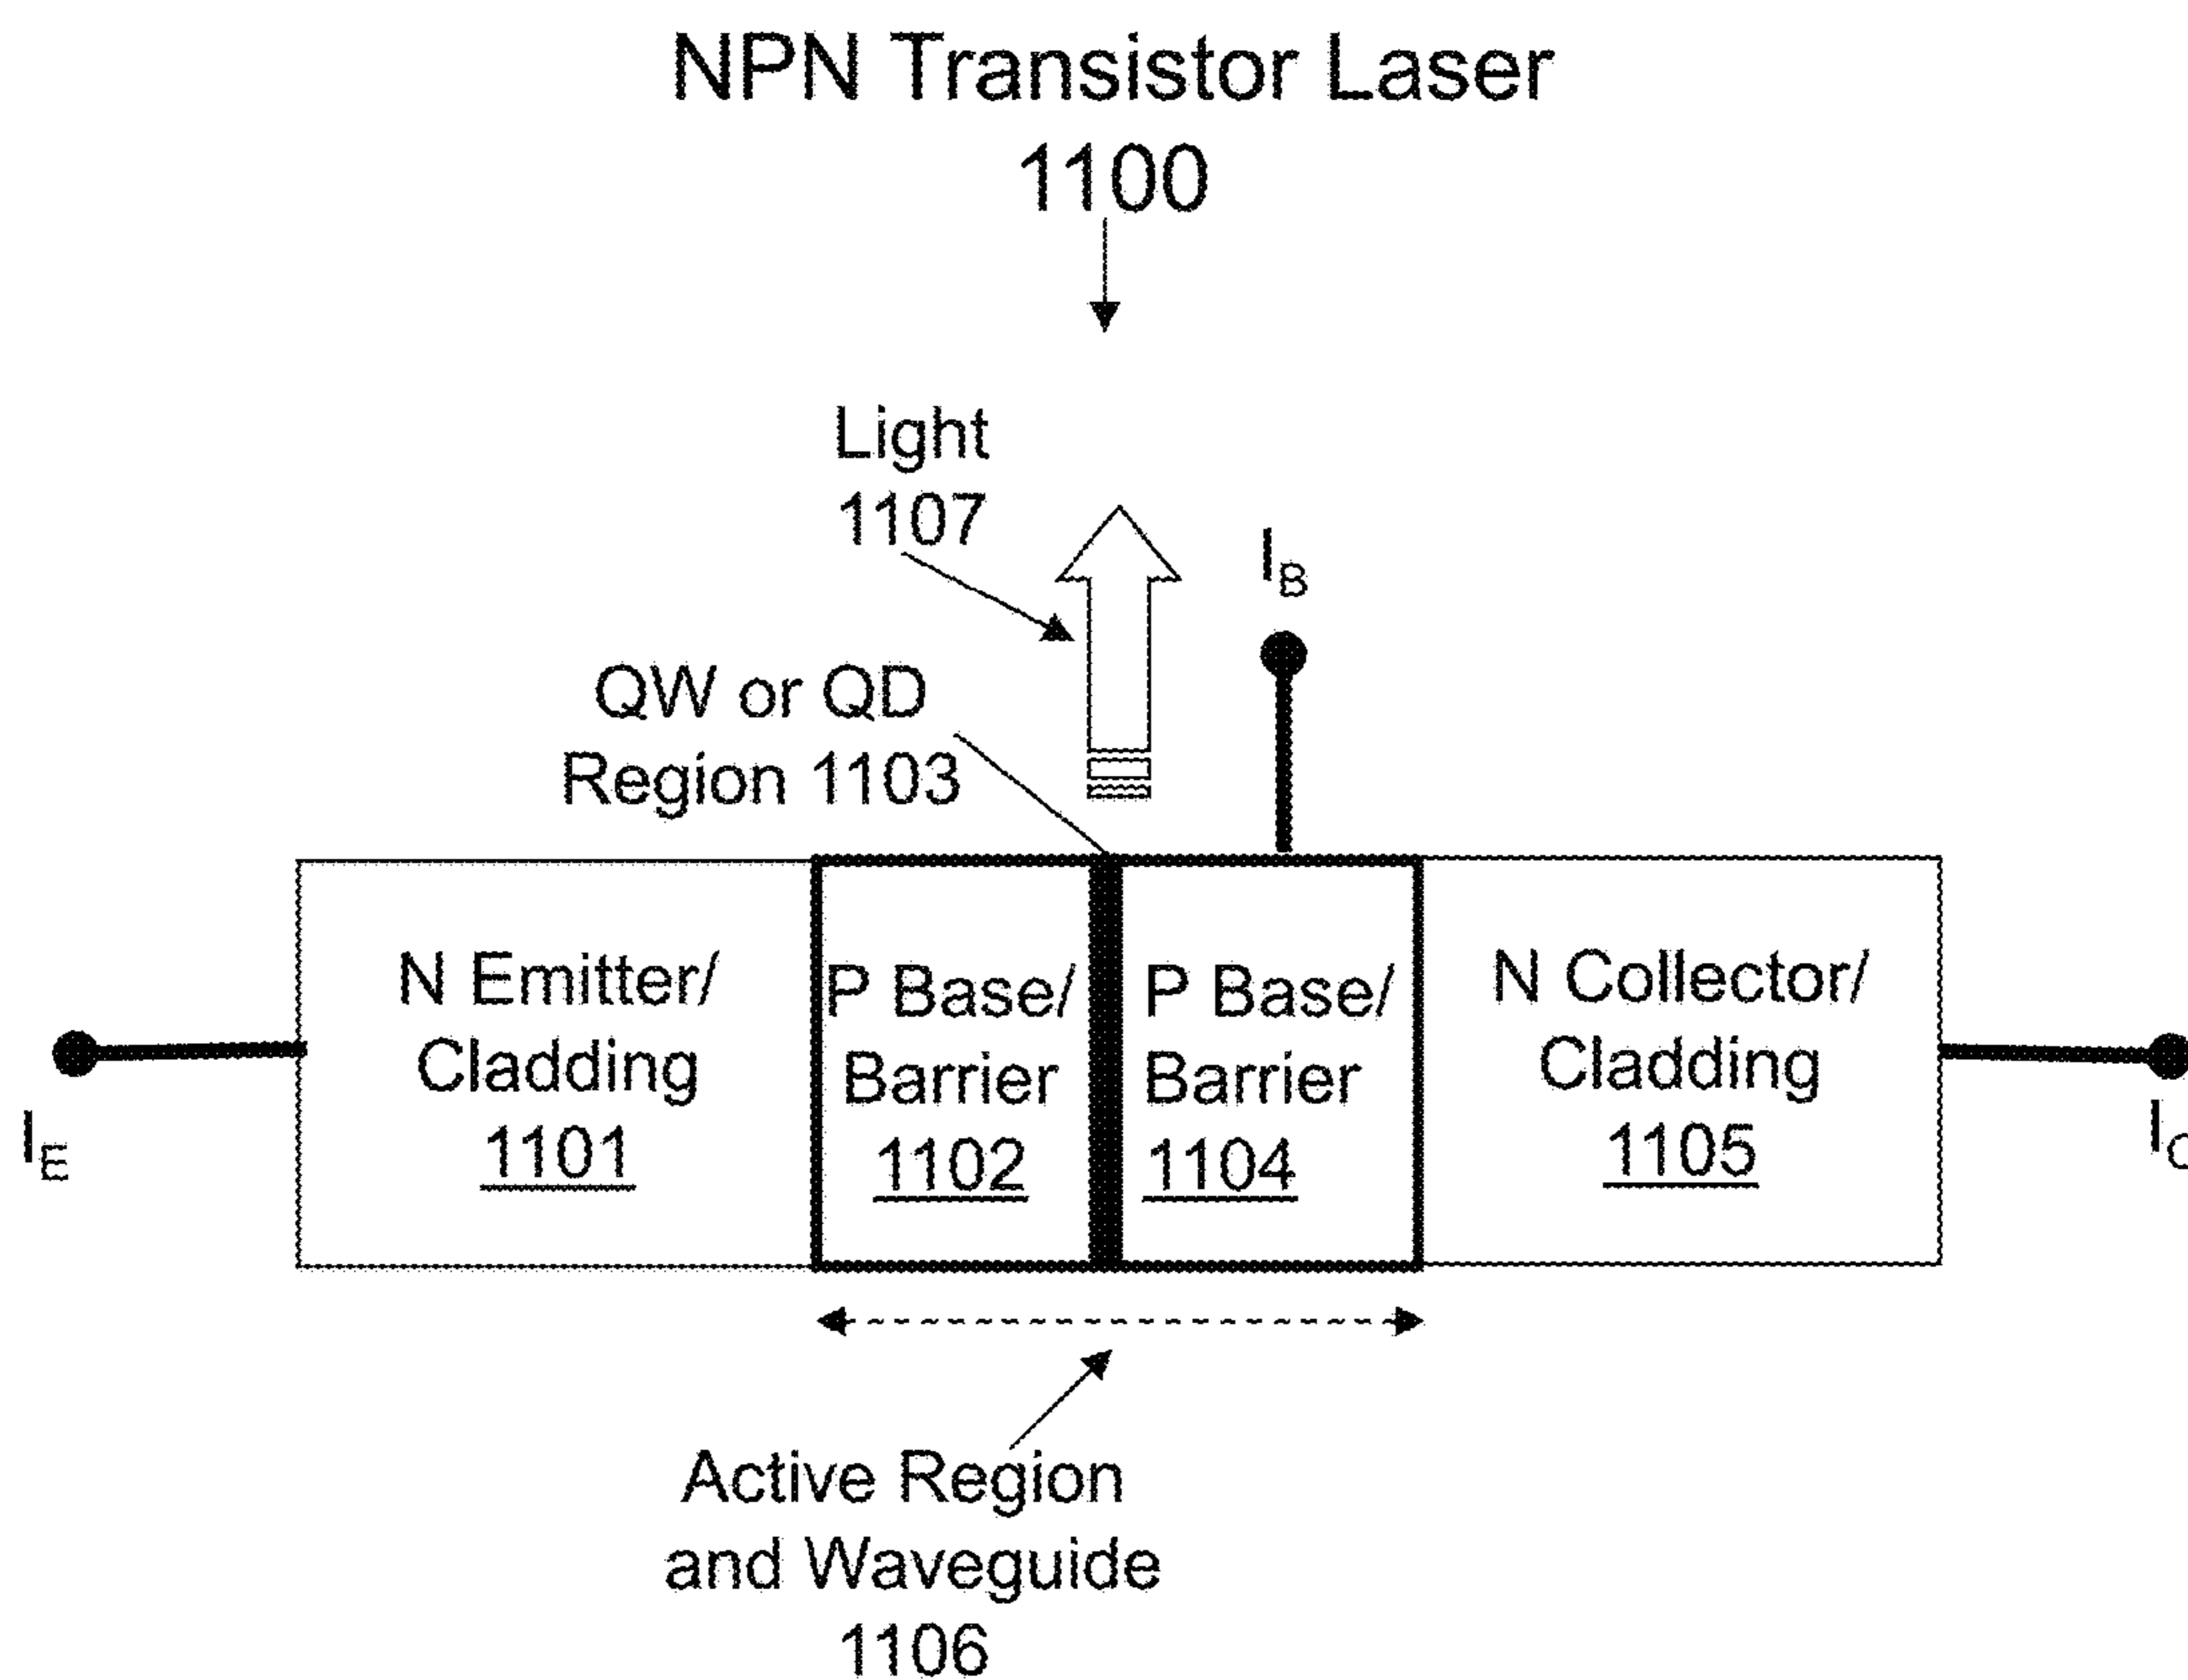 NPN Transistor Laser
1100
Light
1107
I_B
QW or QD
Region 1103
N Emitter/
Cladding
1101
P Base/
Barrier
1102
P Base/
Barrier
1104
N Collector/
Cladding
1105
I_E
I_C
Active Region
and Waveguide
1106